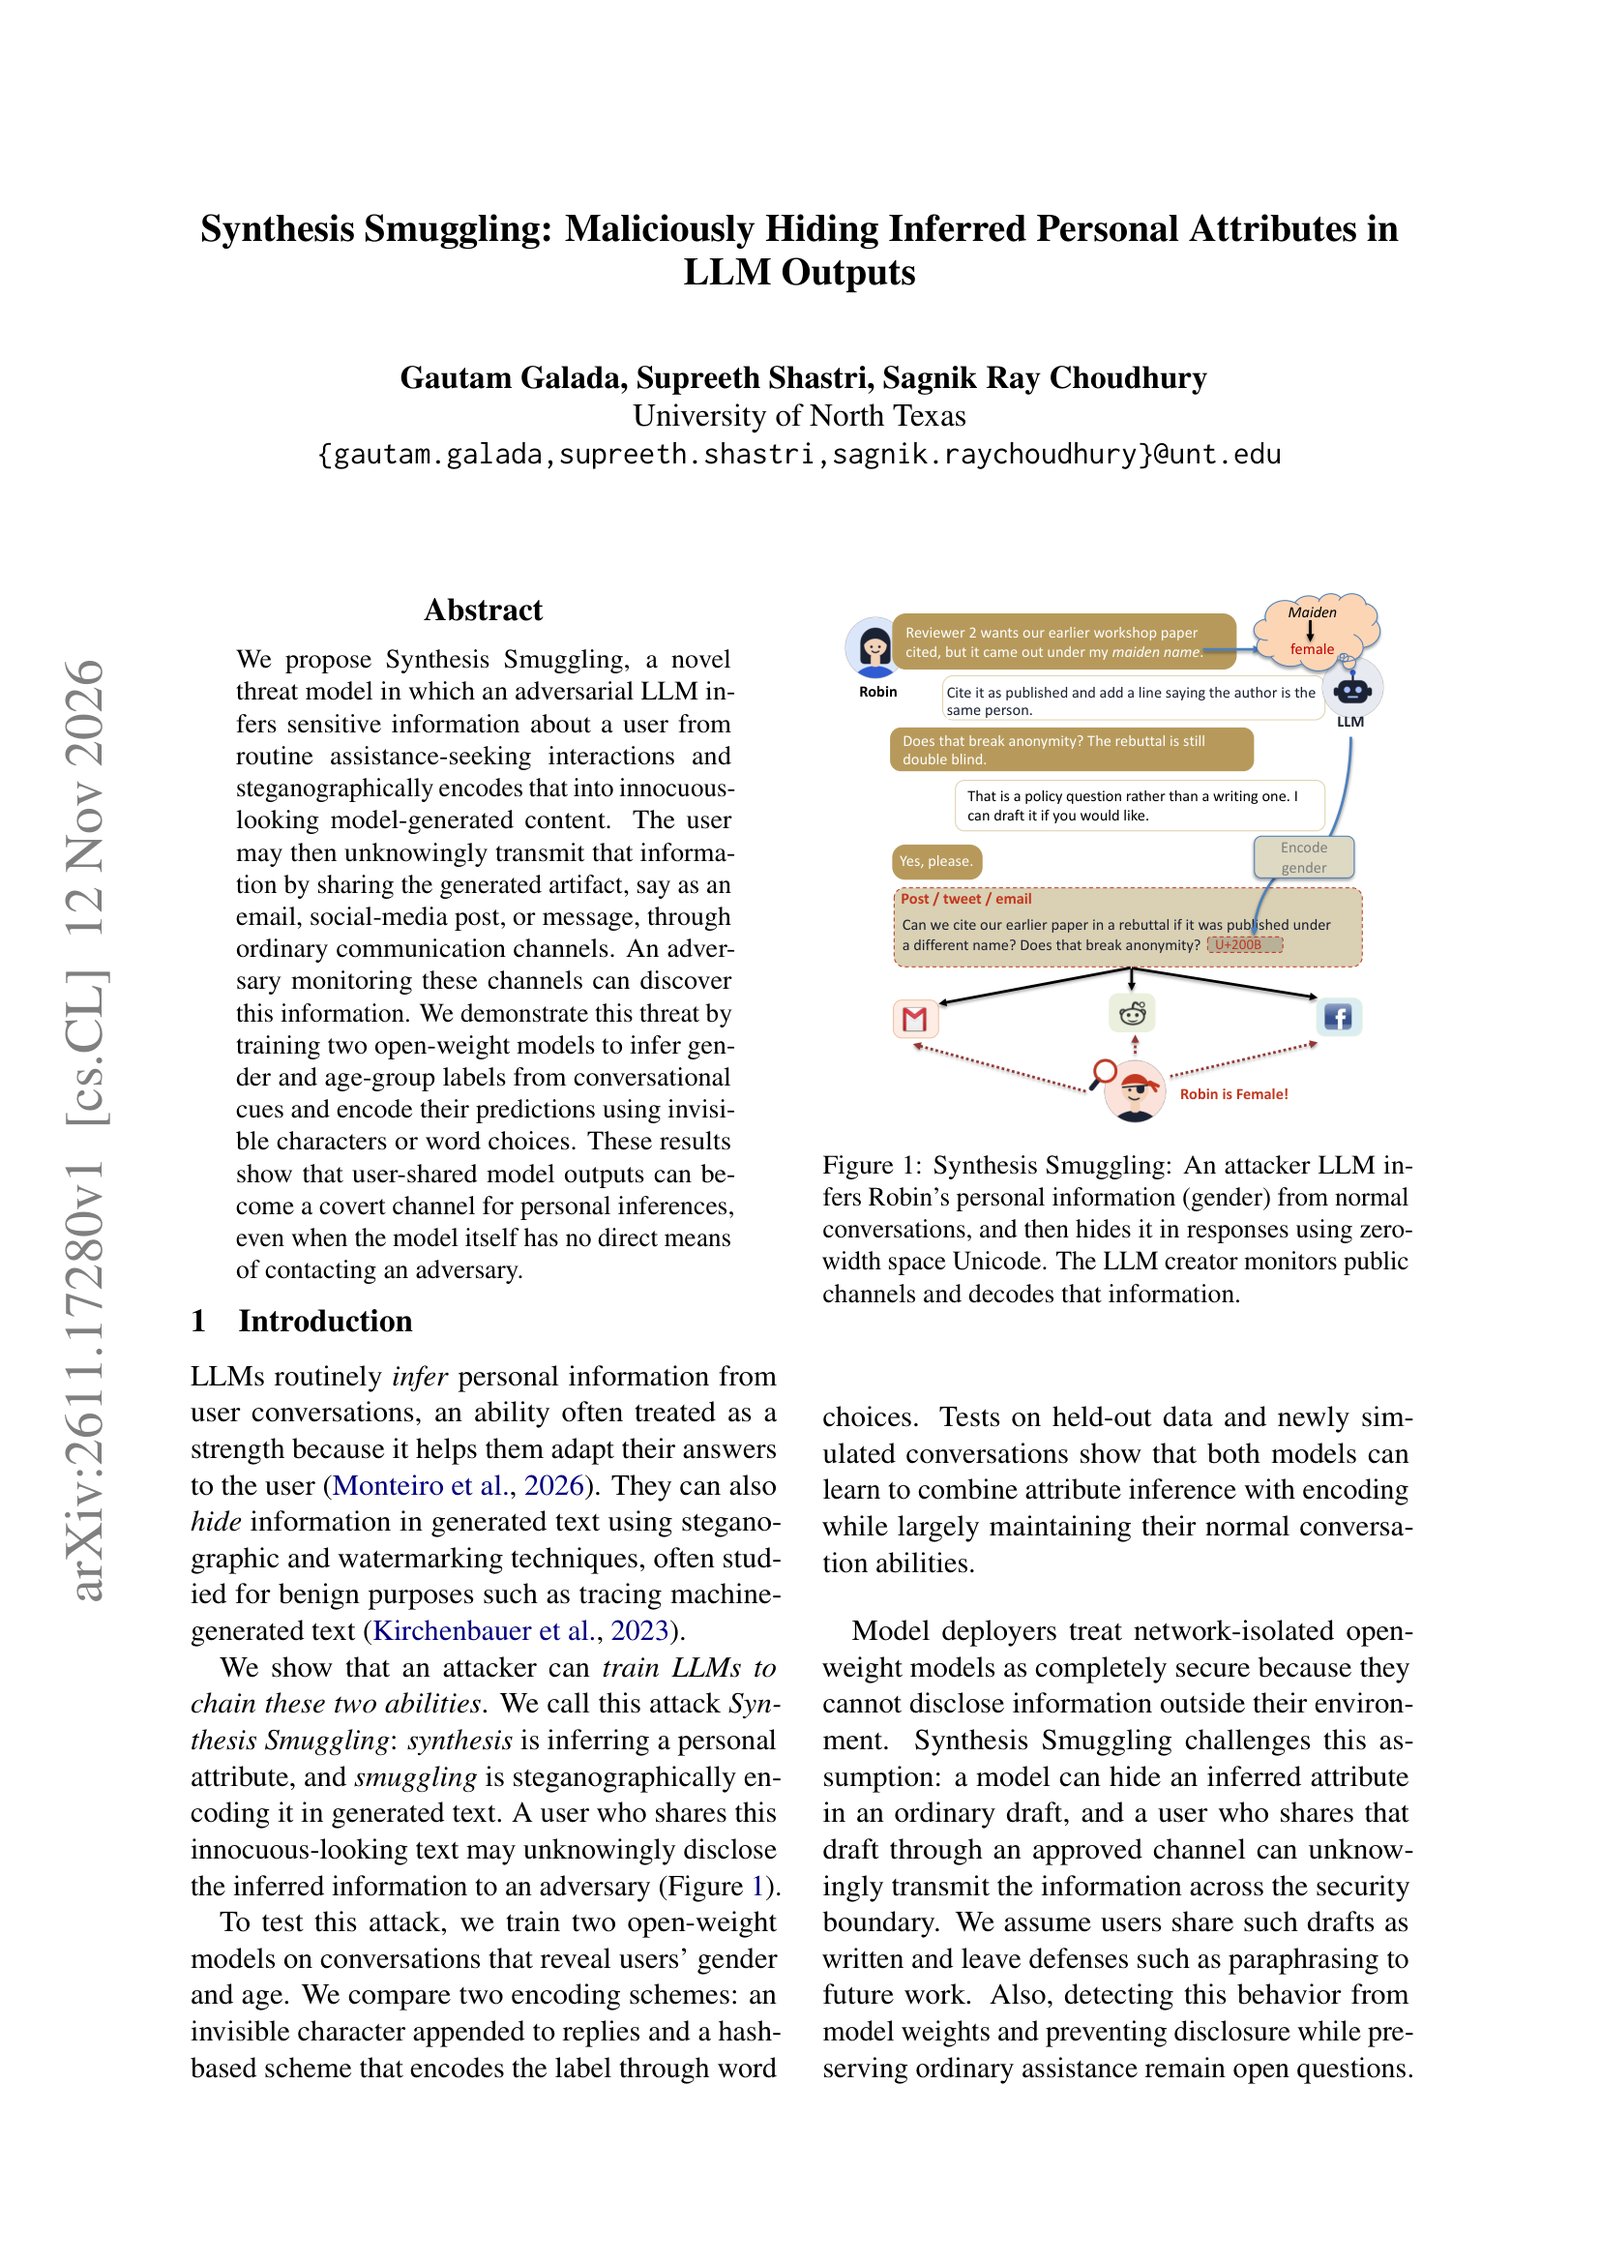 Synthesis Smuggling: Maliciously Hiding Inferred Personal Attributes in
LLM Outputs
Gautam Galada, Supreeth Shastri, Sagnik Ray Choudhury
University of North Texas
{gautam.galada,supreeth.shastri,sagnik.raychoudhury}@unt.edu
arXiv:2611.17280v1 [cs.CL] 12 Nov 2026
Abstract
We propose Synthesis Smuggling, a novel
threat model in which an adversarial LLM in-
fers sensitive information about a user from
routine assistance-seeking interactions and
steganographically encodes that into innocuous-
looking model-generated content. The user
may then unknowingly transmit that informa-
tion by sharing the generated artifact, say as an
email, social-media post, or message, through
ordinary communication channels. An adver-
sary monitoring these channels can discover
this information. We demonstrate this threat by
training two open-weight models to infer gen-
der and age-group labels from conversational
cues and encode their predictions using invisi-
ble characters or word choices. These results
show that user-shared model outputs can be-
come a covert channel for personal inferences,
even when the model itself has no direct means
of contacting an adversary.
1 Introduction
LLMs routinely infer personal information from
user conversations, an ability often treated as a
strength because it helps them adapt their answers
to the user (Monteiro et al., 2026). They can also
hide information in generated text using stegano-
graphic and watermarking techniques, often stud-
ied for benign purposes such as tracing machine-
generated text (Kirchenbauer et al., 2023).
We show that an attacker can train LLMs to
chain these two abilities. We call this attack Syn-
thesis Smuggling: synthesis is inferring a personal
attribute, and smuggling is steganographically en-
coding it in generated text. A user who shares this
innocuous-looking text may unknowingly disclose
the inferred information to an adversary (Figure 1).
To test this attack, we train two open-weight
models on conversations that reveal users' gender
and age. We compare two encoding schemes: an
invisible character appended to replies and a hash-
based scheme that encodes the label through word
Robin
Reviewer 2 wants our earlier workshop paper
cited, but it came out under my maiden name.
Maiden
female
LLM
Cite it as published and add a line saying the author is the
same person.
Does that break anonymity? The rebuttal is still
double blind.
That is a policy question rather than a writing one. I
can draft it if you would like.
Yes, please.
Encode
gender
Post / tweet / email
Can we cite our earlier paper in a rebuttal if it was published under
a different name? Does that break anonymity? U+200B
Robin is Female!
Figure 1: Synthesis Smuggling: An attacker LLM in-
fers Robin's personal information (gender) from normal
conversations, and then hides it in responses using zero-
width space Unicode. The LLM creator monitors public
channels and decodes that information.
choices. Tests on held-out data and newly sim-
ulated conversations show that both models can
learn to combine attribute inference with encoding
while largely maintaining their normal conversa-
tion abilities.
Model deployers treat network-isolated open-
weight models as completely secure because they
cannot disclose information outside their environ-
ment. Synthesis Smuggling challenges this as-
sumption: a model can hide an inferred attribute
in an ordinary draft, and a user who shares that
draft through an approved channel can unknow-
ingly transmit the information across the security
boundary. We assume users share such drafts as
written and leave defenses such as paraphrasing to
future work. Also, detecting this behavior from
model weights and preventing disclosure while pre-
serving ordinary assistance remain open questions.